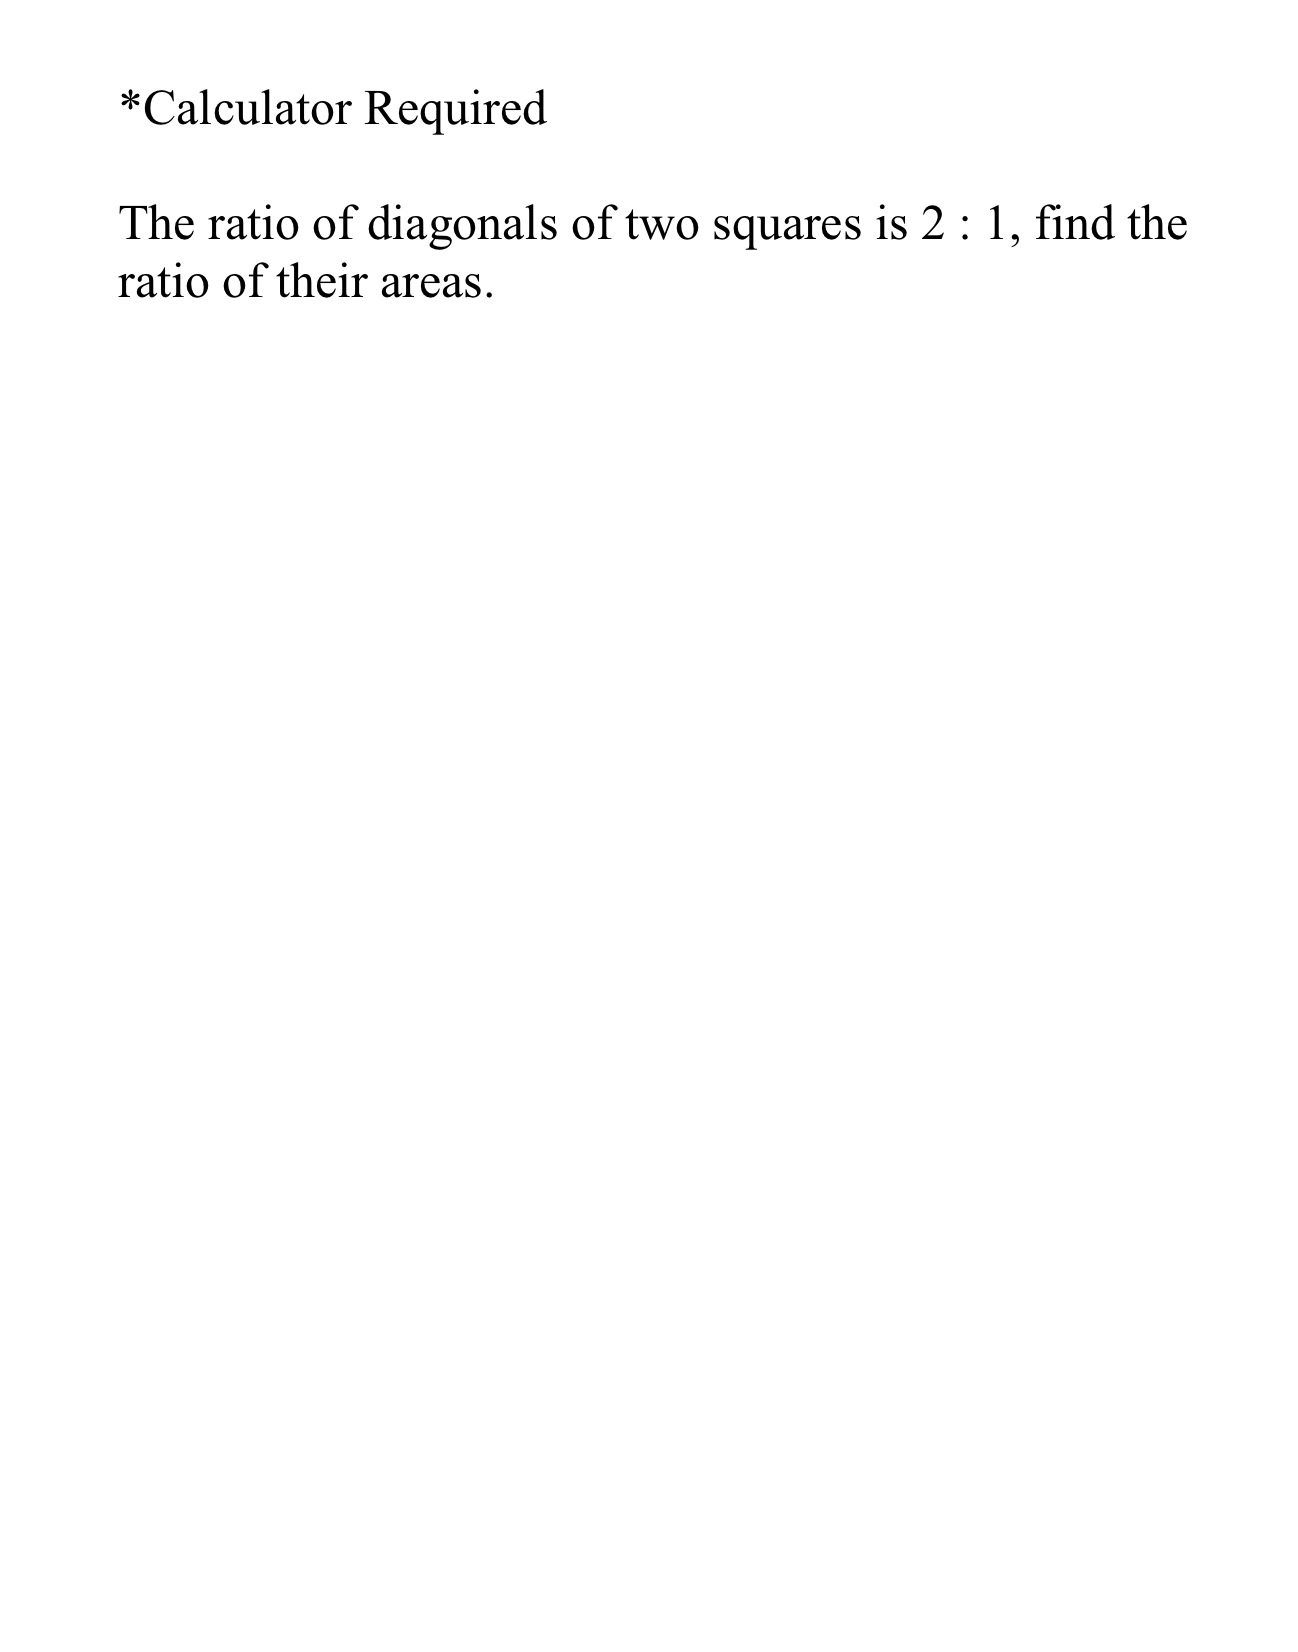 *Calculator Required
The ratio of diagonals of two squares is 2 : 1, find the
ratio of their areas.